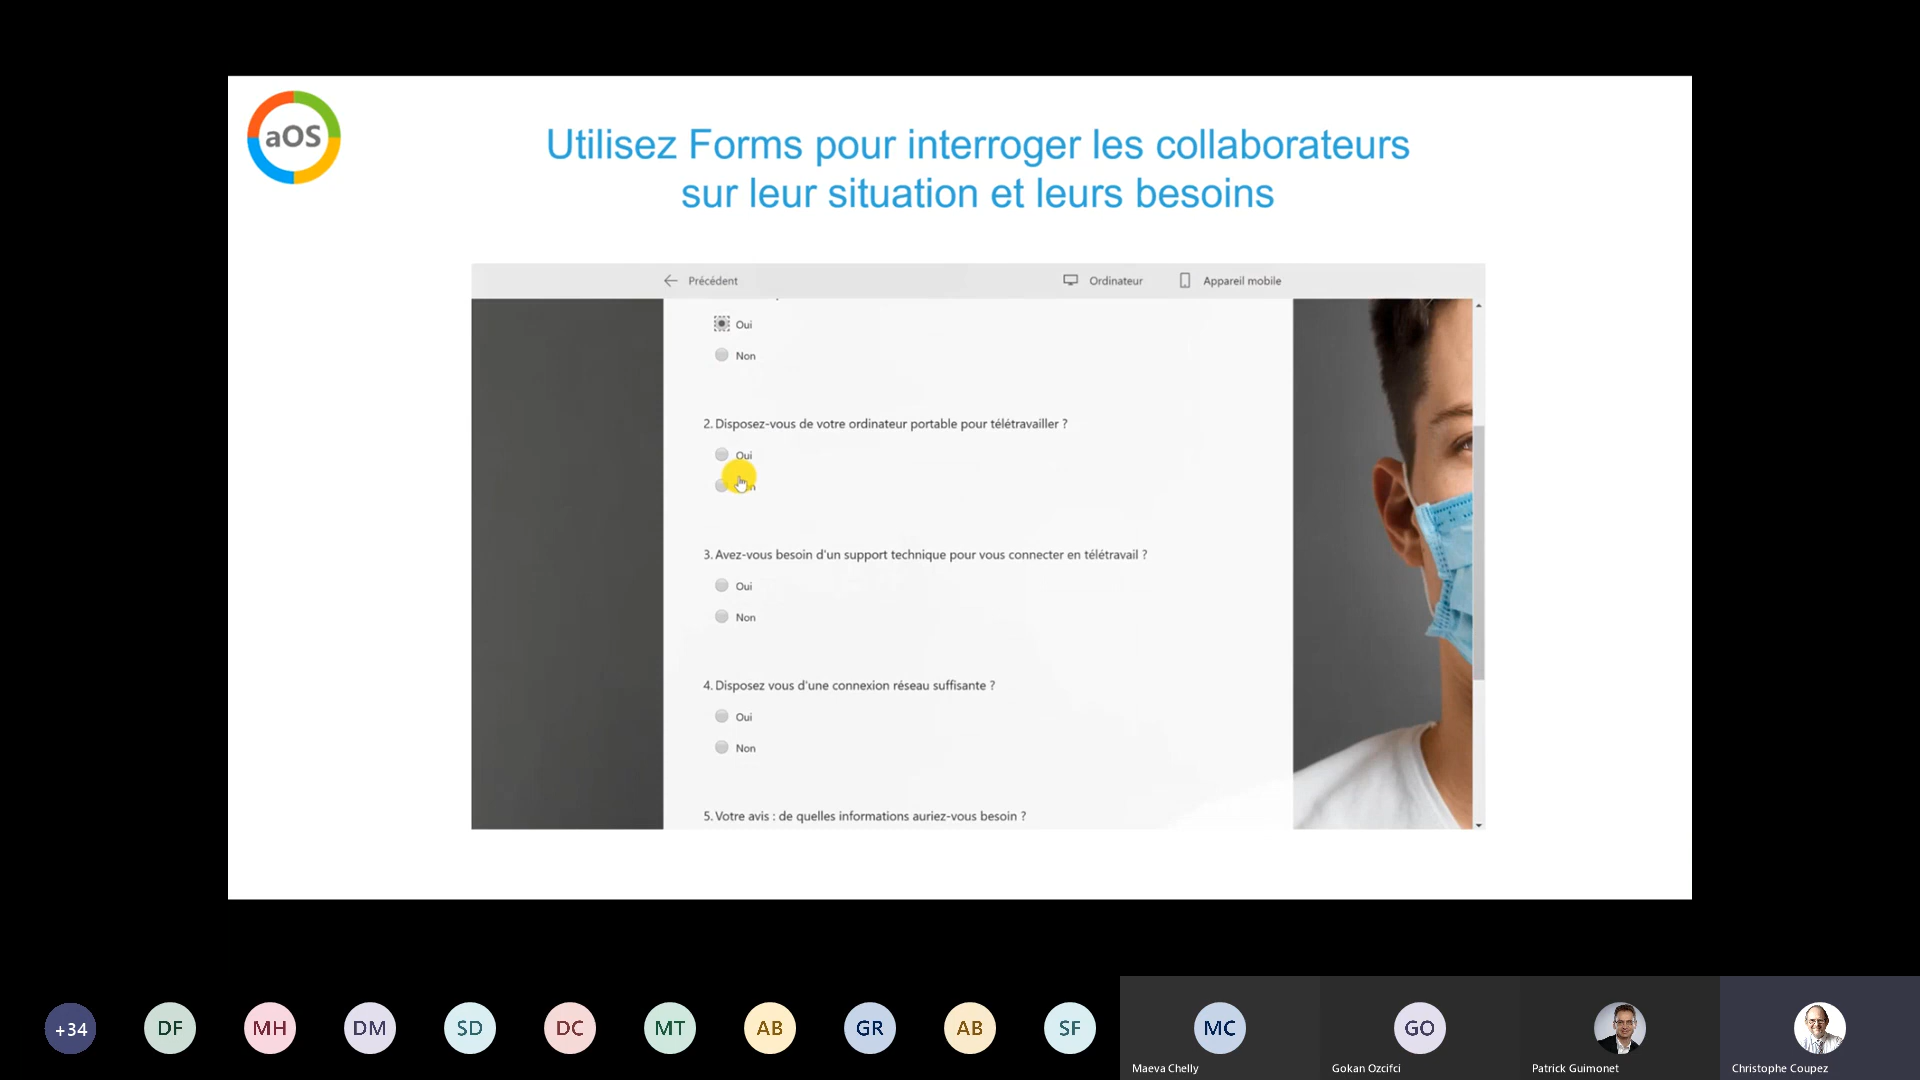 aOS
Utilisez Forms pour interroger les collaborateurs
sur leur situation et leurs besoins
Précédent
Ordinateur
Appareil mobile
Oui
Non
2. Disposez-vous de votre ordinateur portable pour télétravailler ?
Oui
3. Avez-vous besoin d'un support technique pour vous connecter en télétravail ?
Oui
Non
4. Disposez vous d'une connexion réseau suffisante ?
Oui
Non
5. Votre avis : de quelles informations auriez-vous besoin ?
+34
DF
MH
DM
SD
DC
MT
AB
GR
AB
SF
MC
GO
Maeva Chelly
Gokan Ozcifci
Patrick Guimonet
Christophe Coupez